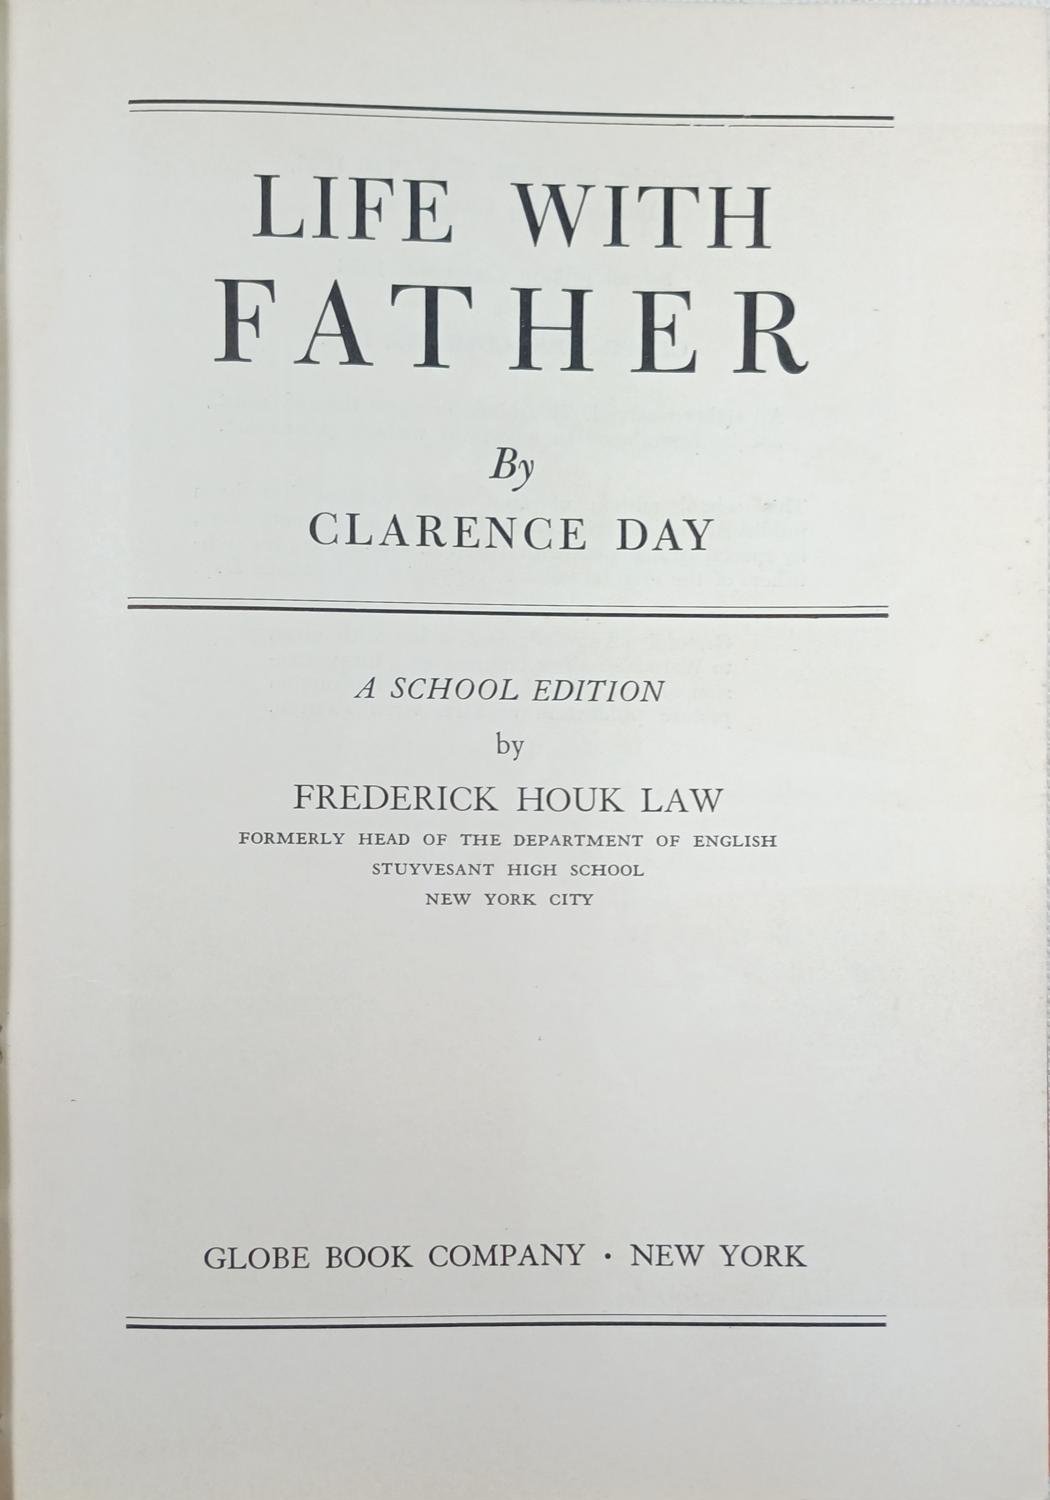 LIFE WITH
FATHER
By
CLARENCE DAY
A SCHOOL EDITION
by
FREDERICK HOUK LAW
FORMERLY HEAD OF THE DEPARTMENT OF ENGLISH
STUYVESANT HIGH SCHOOL
NEW YORK CITY
GLOBE BOOK COMPANY · NEW YORK